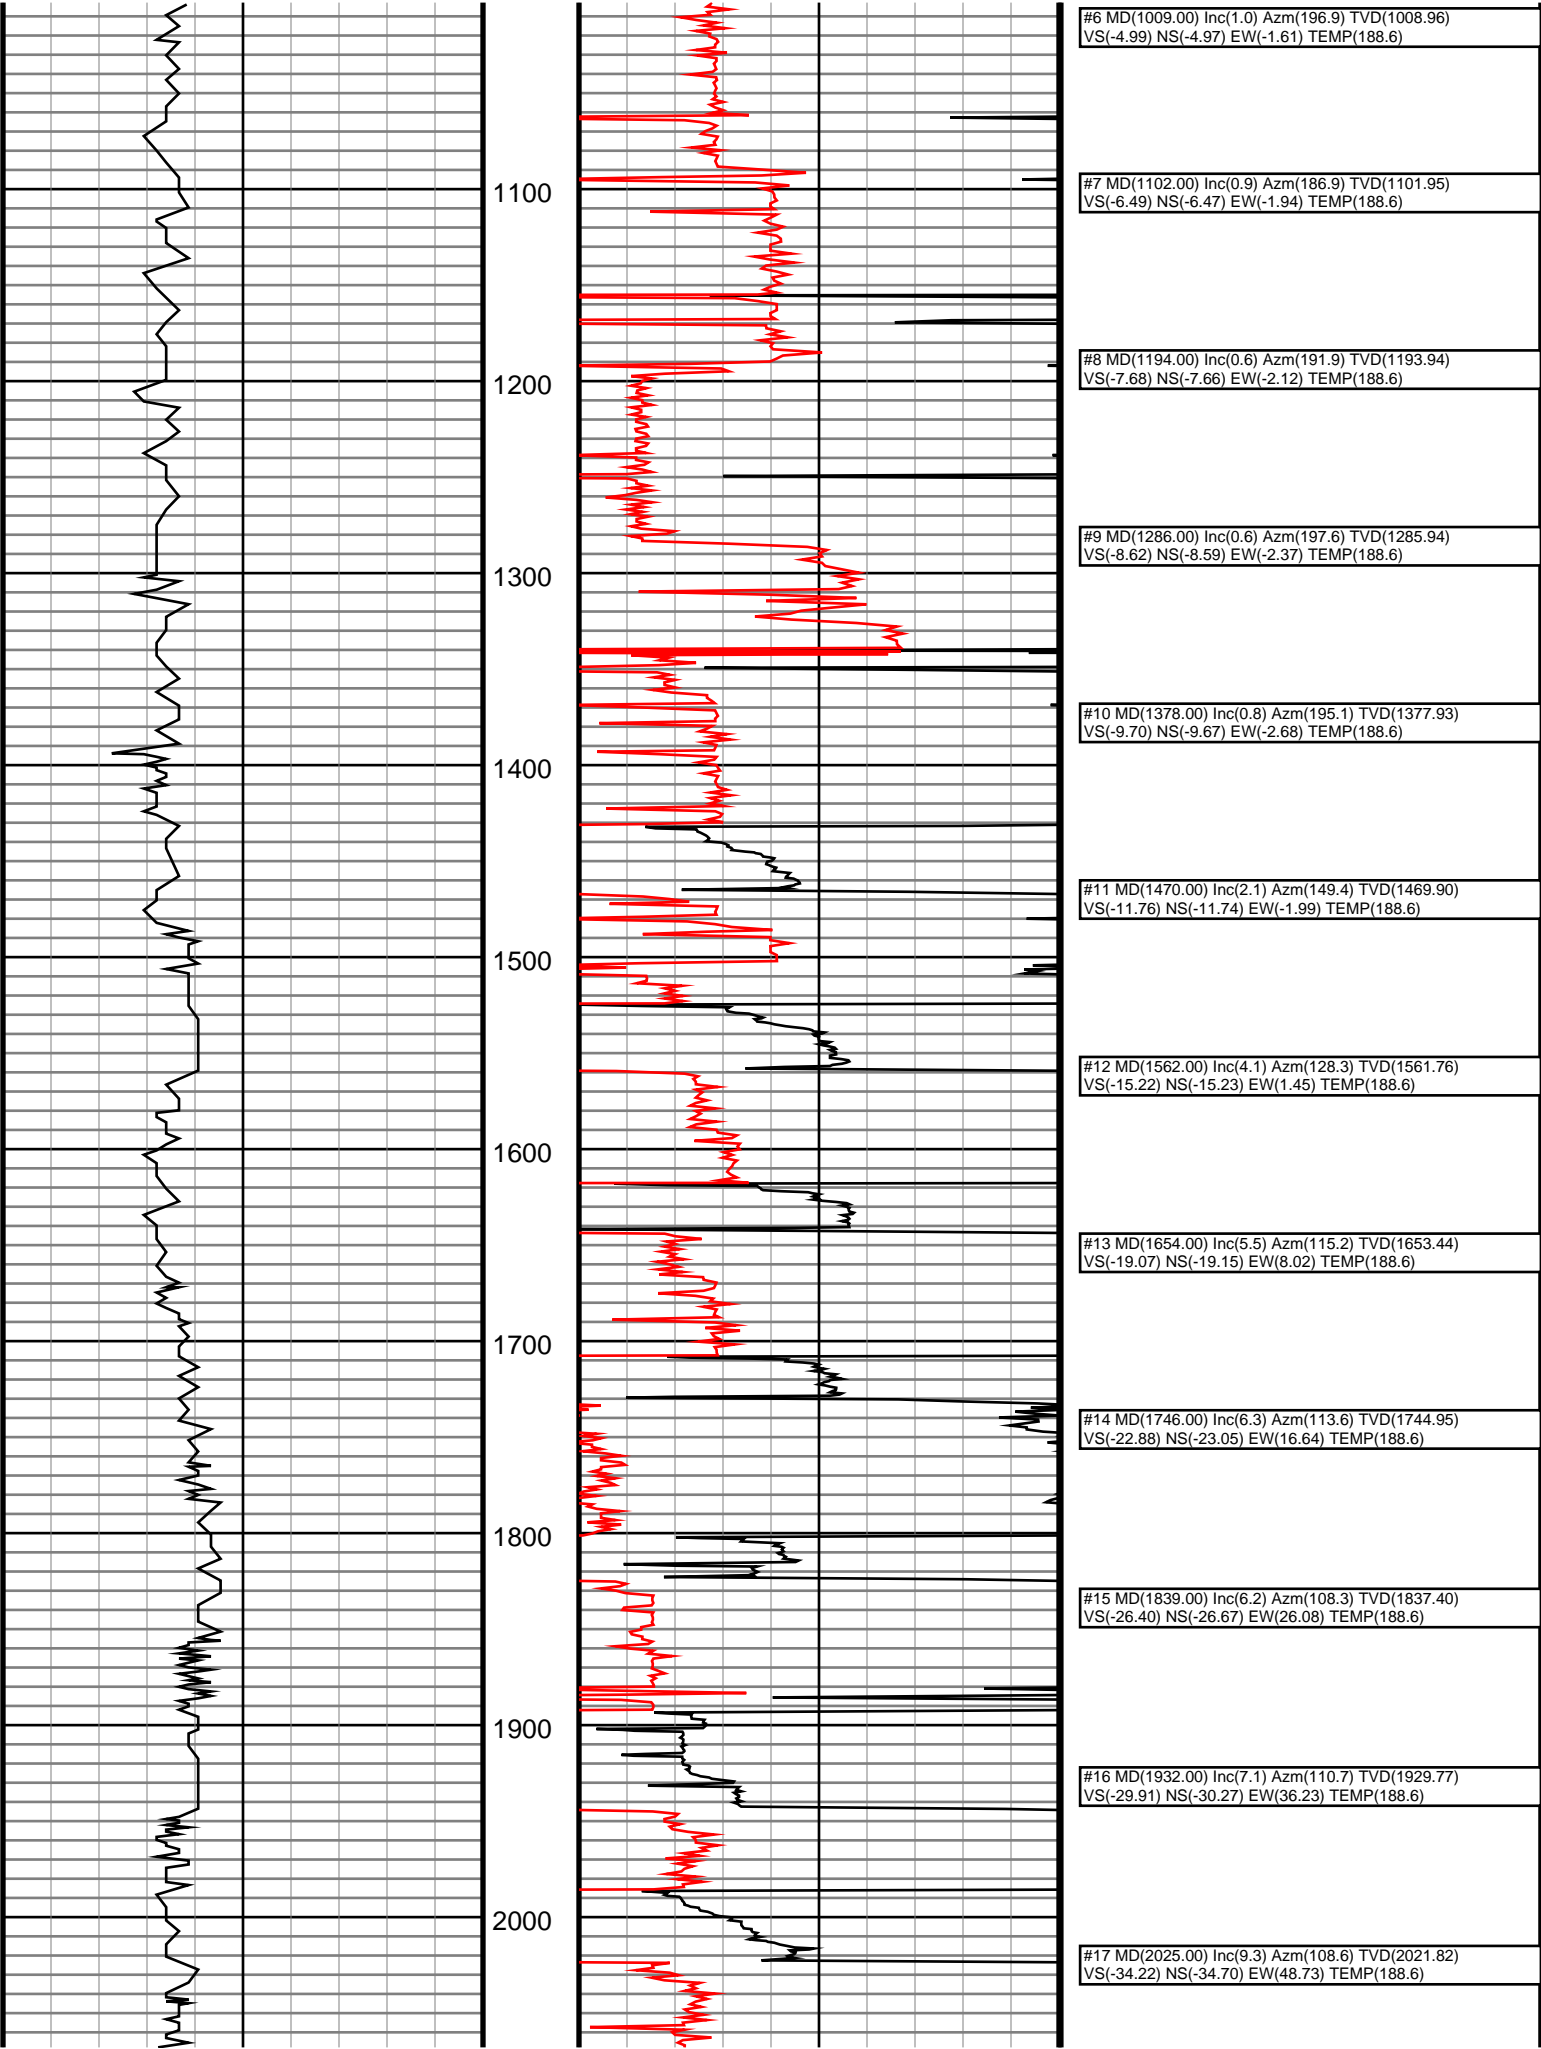 #6 MD(1009.00) Inc(1.0) Azm(196.9) TVD(1008.96)
VS(-4.99) NS(-4.97) EW(-1.61) TEMP(188.6)
1100
#7 MD(1102.00) Inc(0.9) Azm(186.9) TVD(1101.95)
VS(-6.49) NS(-6.47) EW(-1.94) TEMP(188.6)
#8 MD(1194.00) Inc(0.6) Azm(191.9) TVD(1193.94)
VS(-7.68) NS(-7.66) EW(-2.12) TEMP(188.6)
1200
#9 MD(1286.00) Inc(0.6) Azm(197.6) TVD(1285.94)
VS(-8.62) NS(-8.59) EW(-2.37) TEMP(188.6)
1300
#10 MD(1378.00) Inc(0.8) Azm(195.1) TVD(1377.93)
VS(-9.70) NS(-9.67) EW(-2.68) TEMP(188.6)
1400
#11 MD(1470.00) Inc(2.1) Azm(149.4) TVD(1469.90)
VS(-11.76) NS(-11.74) EW(-1.99) TEMP(188.6)
1500
#12 MD(1562.00) Inc(4.1) Azm(128.3) TVD(1561.76)
VS(-15.22) NS(-15.23) EW(1.45) TEMP(188.6)
1600
#13 MD(1654.00) Inc(5.5) Azm(115.2) TVD(1653.44)
VS(-19.07) NS(-19.15) EW(8.02) TEMP(188.6)
1700
#14 MD(1746.00) Inc(6.3) Azm(113.6) TVD(1744.95)
VS(-22.88) NS(-23.05) EW(16.64) TEMP(188.6)
1800
#15 MD(1839.00) Inc(6.2) Azm(108.3) TVD(1837.40)
VS(-26.40) NS(-26.67) EW(26.08) TEMP(188.6)
1900
#16 MD(1932.00) Inc(7.1) Azm(110.7) TVD(1929.77)
VS(-29.91) NS(-30.27) EW(36.23) TEMP(188.6)
2000
#17 MD(2025.00) Inc(9.3) Azm(108.6) TVD(2021.82)
VS(-34.22) NS(-34.70) EW(48.73) TEMP(188.6)